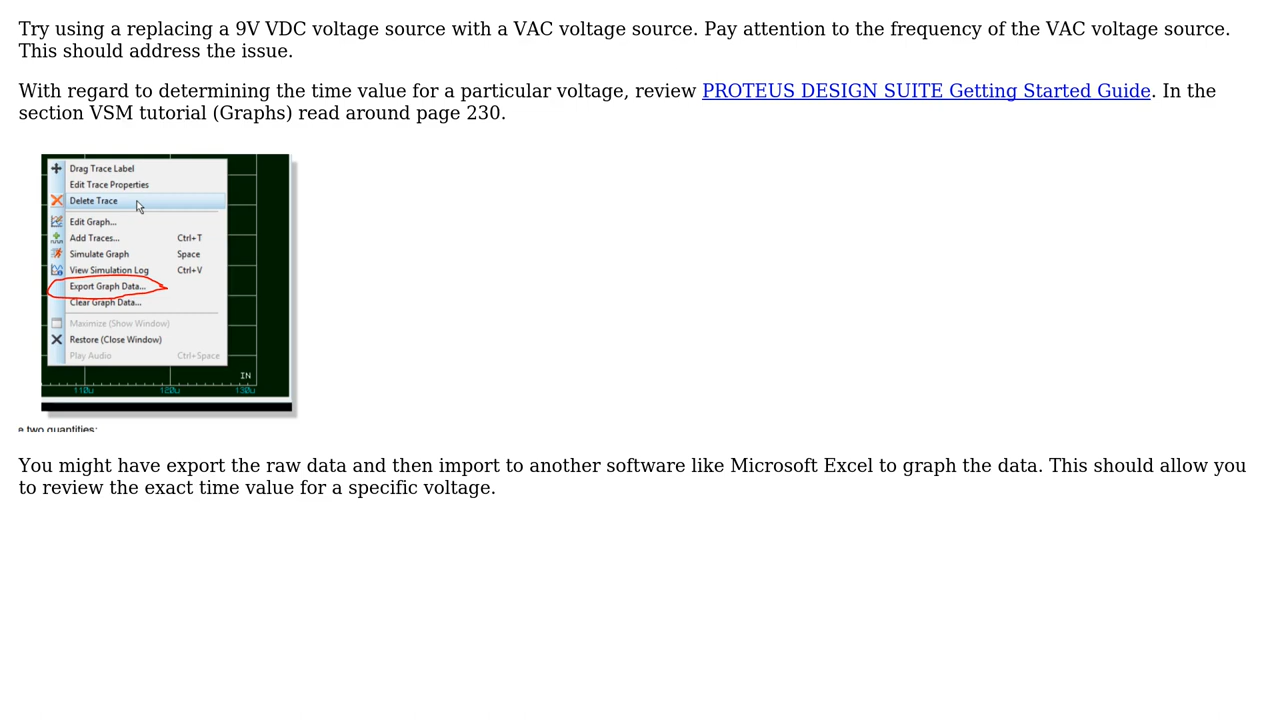 Try using a replacing a 9V VDC voltage source with a VAC voltage source. Pay attention to the frequency of the VAC voltage source.
This should address the issue.
With regard to determining the time value for a particular voltage, review PROTEUS DESIGN SUITE Getting Started Guide. In the
section VSM tutorial (Graphs) read around page 230.
Drag Trace Label
Edit Trace Properties
Delete Trace
Edit Graph...
Add Traces... Ctrl+T
Simulate Graph Space
View Simulation Log Ctrl+V
Export Graph Data...
Clear Graph Data...
Maximize (Show Window)
Restore (Close Window)
Play Audio Ctrl+Space
IN
110u 120u 130u
e two quantities:
You might have export the raw data and then import to another software like Microsoft Excel to graph the data. This should allow you
to review the exact time value for a specific voltage.